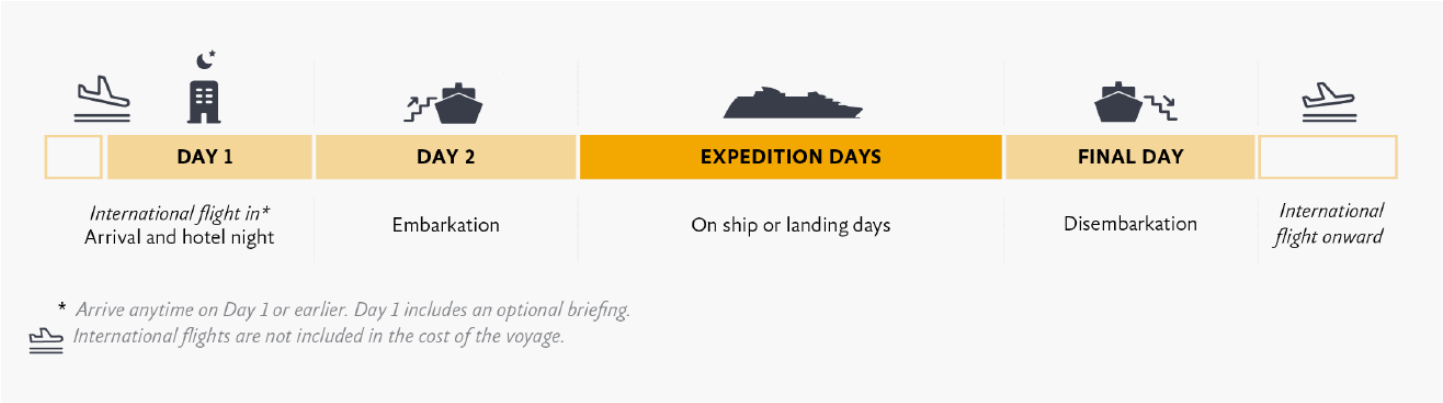 DAY 1
DAY 2
EXPEDITION DAYS
FINAL DAY
International flight in*
Arrival and hotel night
Embarkation
On ship or landing days
Disembarkation
International
flight onward
* Arrive anytime on Day 1 or earlier. Day 1 includes an optional briefing.
International flights are not included in the cost of the voyage.